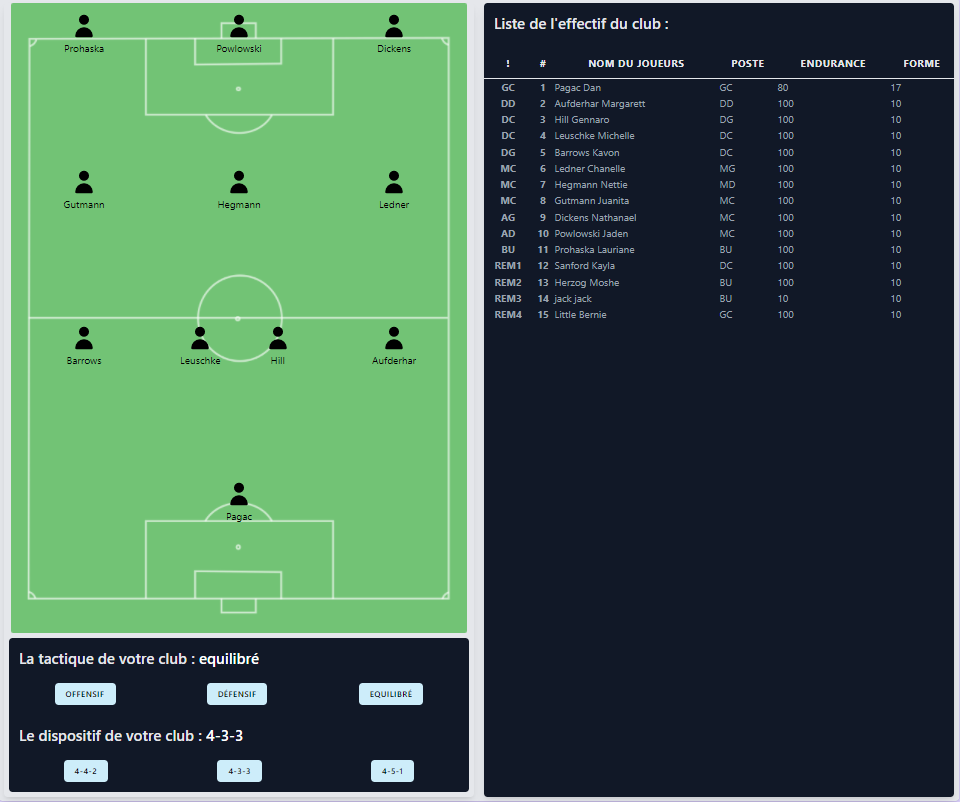 Prohaska Powlowski Dickens
Gutmann Hegmann Ledner
Barrows Leuschke Hill Aufderhar
Pagac
La tactique de votre club : equilibré
OFFENSIF DÉFENSIF EQUILIBRÉ
Le dispositif de votre club : 4-3-3
4-4-2 4-3-3 4-5-1
Liste de l'effectif du club :
! # NOM DU JOUEURS POSTE ENDURANCE FORME
GC 1 Pagac Dan GC 80 17
DD 2 Aufderhar Margarett DD 100 10
DC 3 Hill Gennaro DG 100 10
DC 4 Leuschke Michelle DC 100 10
DG 5 Barrows Kavon DC 100 10
MC 6 Ledner Chanelle MG 100 10
MC 7 Hegmann Nettie MD 100 10
MC 8 Gutmann Juanita MC 100 10
AG 9 Dickens Nathanael MC 100 10
AD 10 Powlowski Jaden MC 100 10
BU 11 Prohaska Lauriane BU 100 10
REM1 12 Sanford Kayla DC 100 10
REM2 13 Herzog Moshe BU 100 10
REM3 14 jack jack BU 10 10
REM4 15 Little Bernie GC 100 10